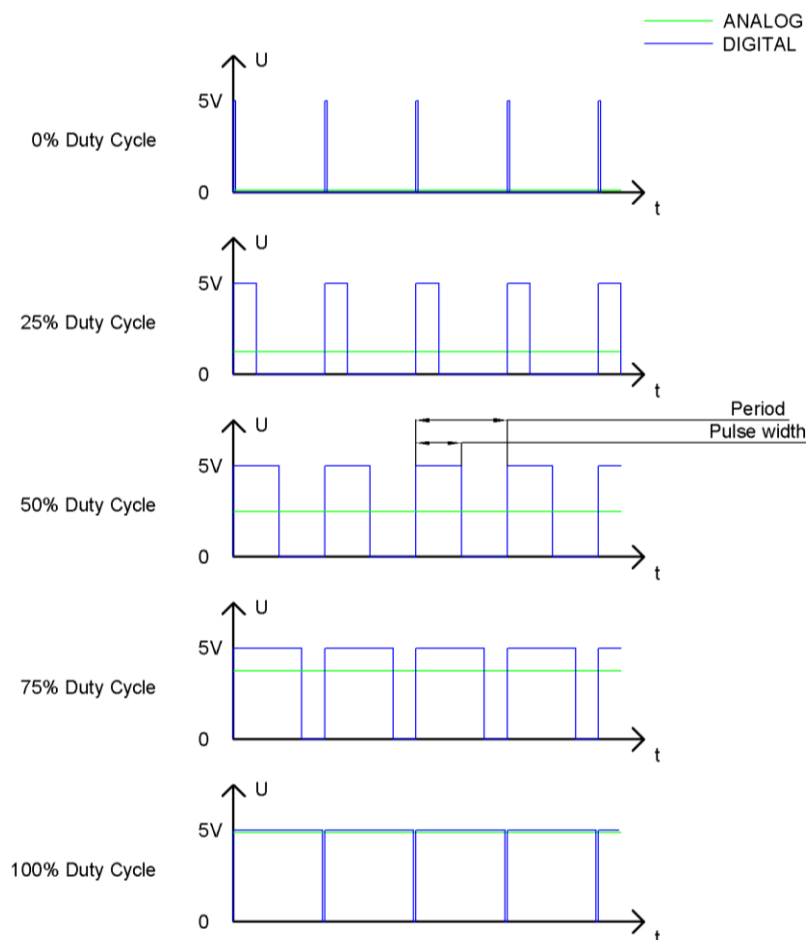 ANALOG
DIGITAL
U
5V
0% Duty Cycle
0
t
U
5V
25% Duty Cycle
0
t
Period
Pulse width
U
5V
50% Duty Cycle
0
t
U
5V
75% Duty Cycle
0
t
U
5V
100% Duty Cycle
0
t